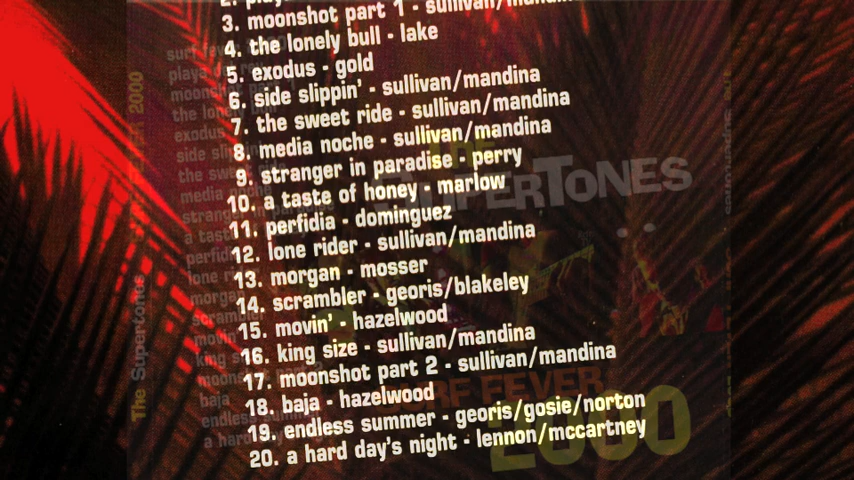 2. playa
3. moonshot part 1 - sullivan/mandina
4. the lonely bull - lake
5. exodus - gold
6. side slippin' - sullivan/mandina
7. the sweet ride - sullivan/mandina
8. media noche - sullivan/mandina
9. stranger in paradise - perry
10. a taste of honey - marlow
11. perfidia - dominguez
12. lone rider - sullivan/mandina
13. morgan - mosser
14. scrambler - georis/blakeley
15. movin' - hazelwood
16. king size - sullivan/mandina
17. moonshot part 2 - sullivan/mandina
18. baja - hazelwood
19. endless summer - georis/gosie/norton
20. a hard day's night - lennon/mccartney
THE
SUPERTONES
SURF FEVER
2000
The Supertones
2000